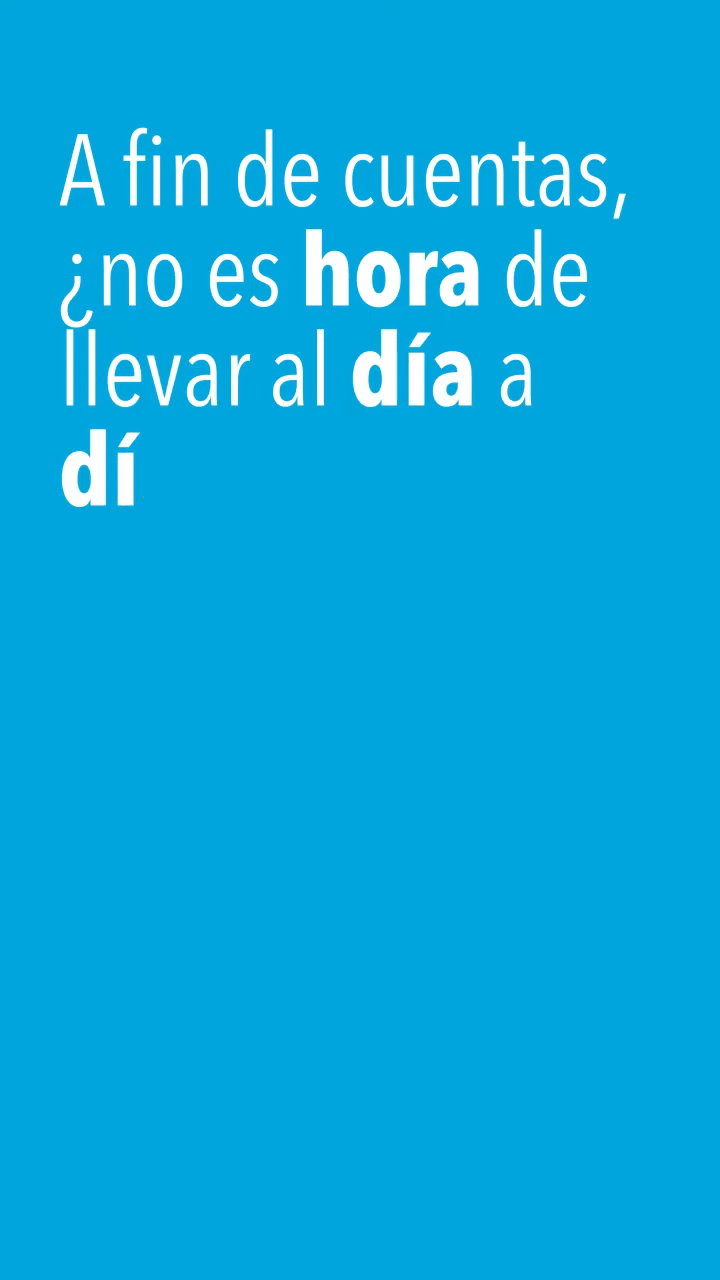 A fin de cuentas,
¿no es hora de
llevar al día a
dí